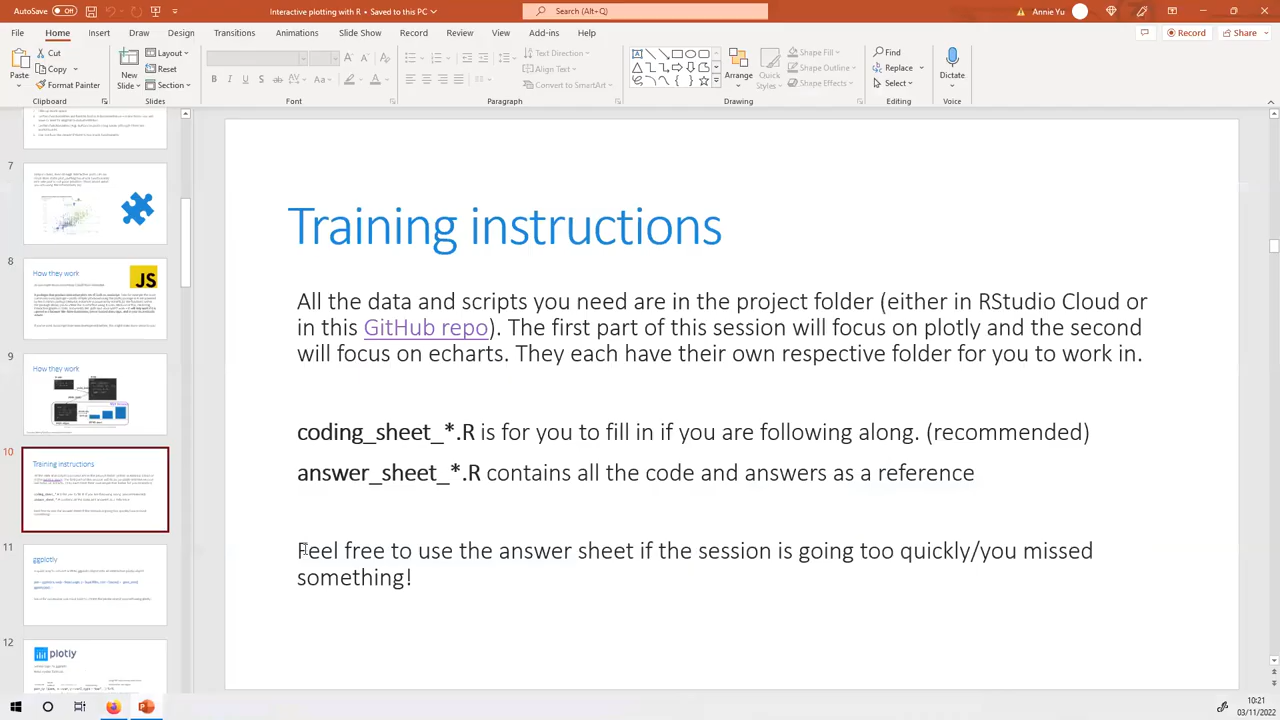 AutoSave Off
Interactive plotting with R • Saved to this PC
Search (Alt+Q)
Annie Yu
File Home Insert Draw Design Transitions Animations Slide Show Record Review View Add-ins Help
Record Share
Paste
Cut
Copy
Format Painter
Clipboard
New Slide
Layout
Reset
Section
Slides
Font
Text Direction
Align Text
Convert to SmartArt
Paragraph
Arrange
Quick Styles
Shape Fill
Shape Outline
Shape Effects
Drawing
Find
Replace
Select
Editing
Dictate
Voice
7
8
How they work
JS
9
How they work
10
Training instructions
11
ggplotly
12
plotly
Training instructions
All the data and scripts you need are in the project folder (either in RStudio Cloud or
in this GitHub repo). The first part of this session will focus on plotly and the second
will focus on echarts. They each have their own respective folder for you to work in.
coding_sheet_*.R is for you to fill in if you are following along. (recommended)
answer_sheet_*.R contains all the code and answers as a reference
Feel free to use the answer sheet if the session is going too quickly/you missed
something!
10:21
03/11/2022